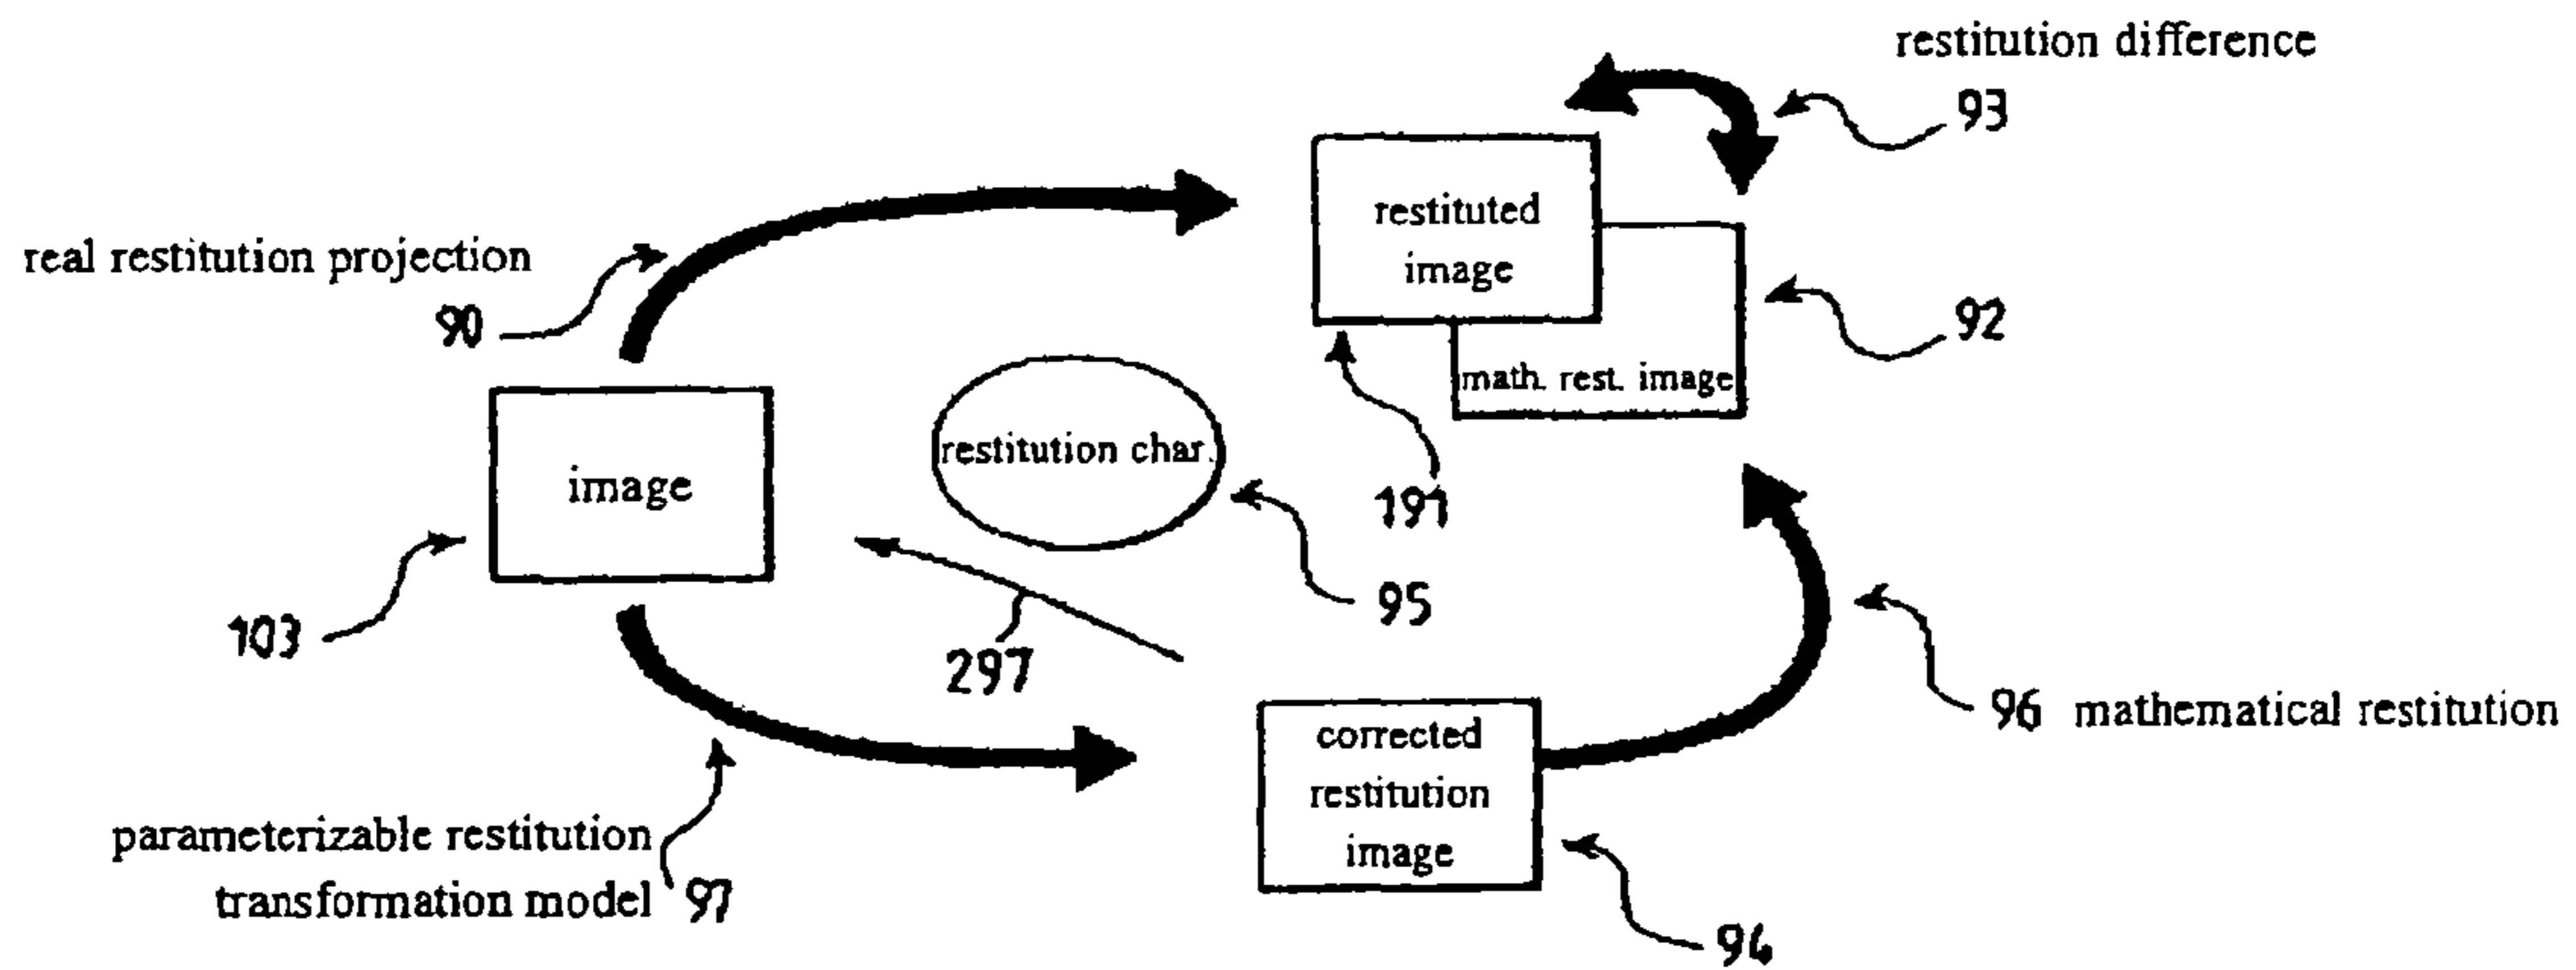 restitution difference
93
real restitution projection
90
restituted
image
92
math. rest. image
restitution char.
image
191
95
103
297
96 mathematical restitution
corrected
restitution
image
parameterizable restitution
transformation model 97
94